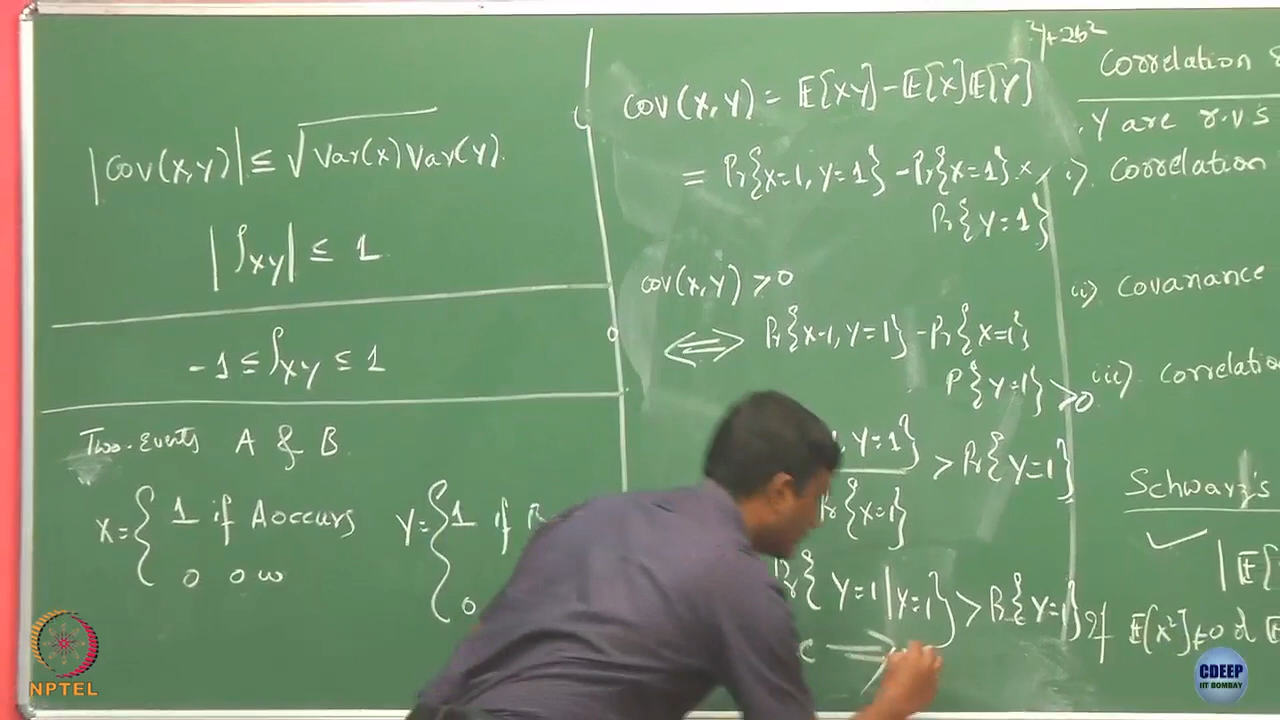 |Cov(X,Y)| ≤ √Var(X) Var(Y).
|ρXY| ≤ 1
-1 ≤ ρXY ≤ 1
Two-Events A & B
X = { 1 if A occurs
0 ow
Y = { 1 if B
0
Cov(X,Y) = E[XY] - E[X]E[Y]
= Pr{X=1, Y=1} - Pr{X=1} ×
Pr{Y=1}
Cov(X,Y) > 0
⟺ Pr{X=1, Y=1} - Pr{X=1}
P{Y=1} > 0
, Y=1} > Pr{Y=1}
Pr{X=1}
Pr{Y=1|Y=1} > Pr{Y=1}
+2b²
Correlation
, Y are r.v's
i) Correlation
ii) Covariance
iii) Correlatio
Schwarz's
✓
|E[
If E[X²] ≠ 0 &
NPTEL
CDEEP
IIT BOMBAY